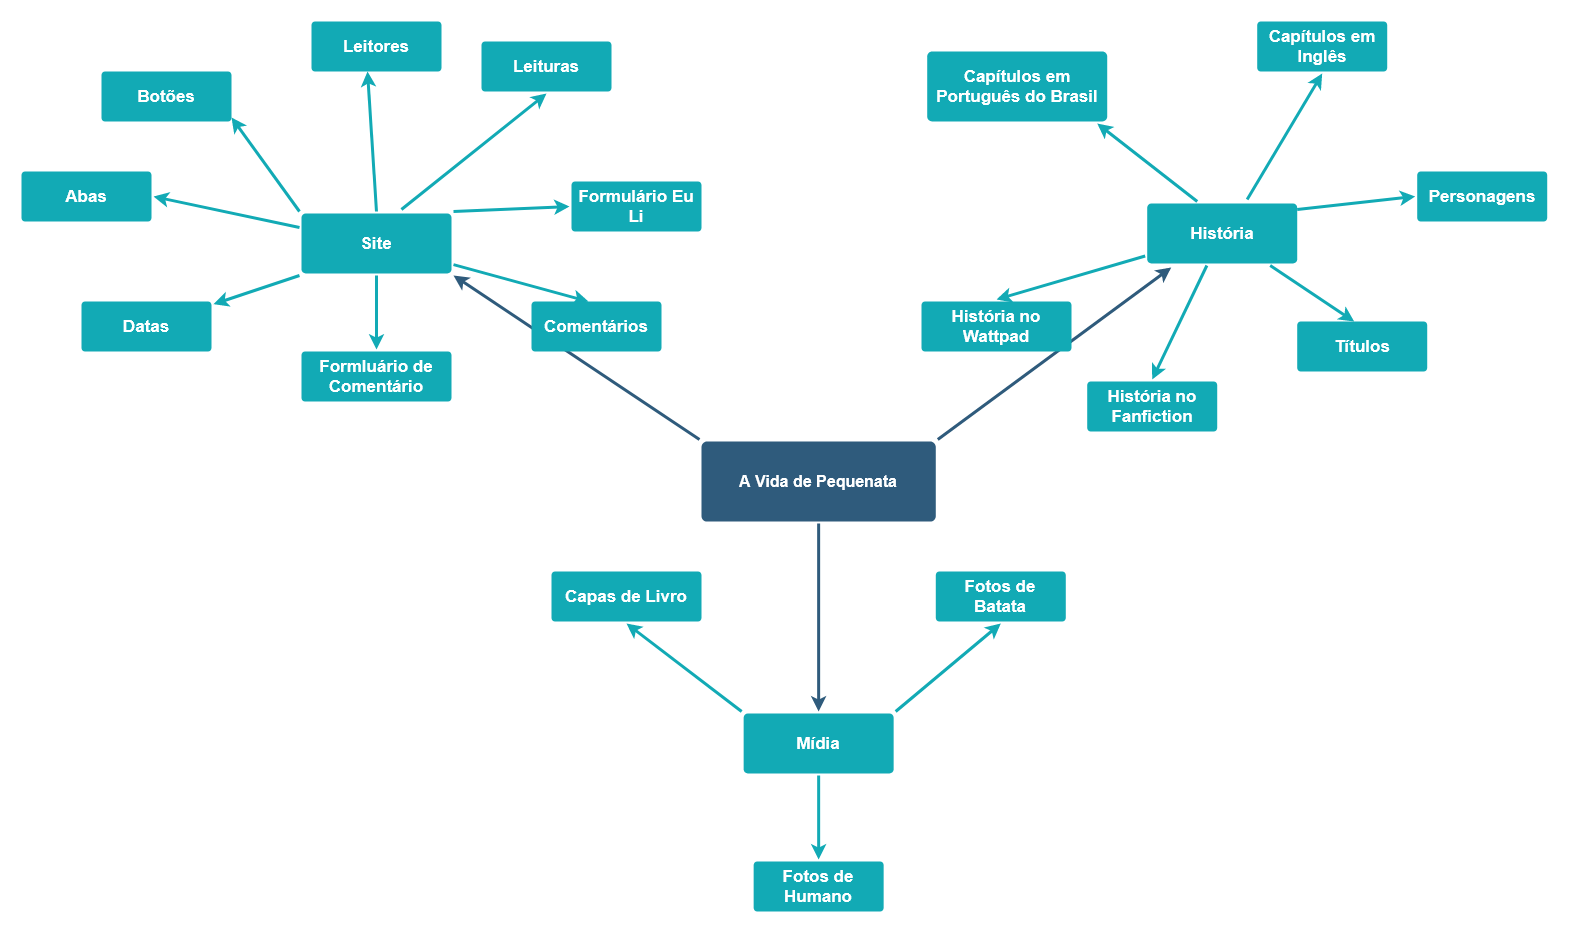 Leitores
Leituras
Botões
Abas
Formulário Eu
Li
Site
Datas
Comentários
Formluário de
Comentário
Capítulos em
Inglês
Capítulos em
Português do Brasil
Personagens
História
História no
Wattpad
Títulos
História no
Fanfiction
A Vida de Pequenata
Capas de Livro
Fotos de
Batata
Mídia
Fotos de
Humano